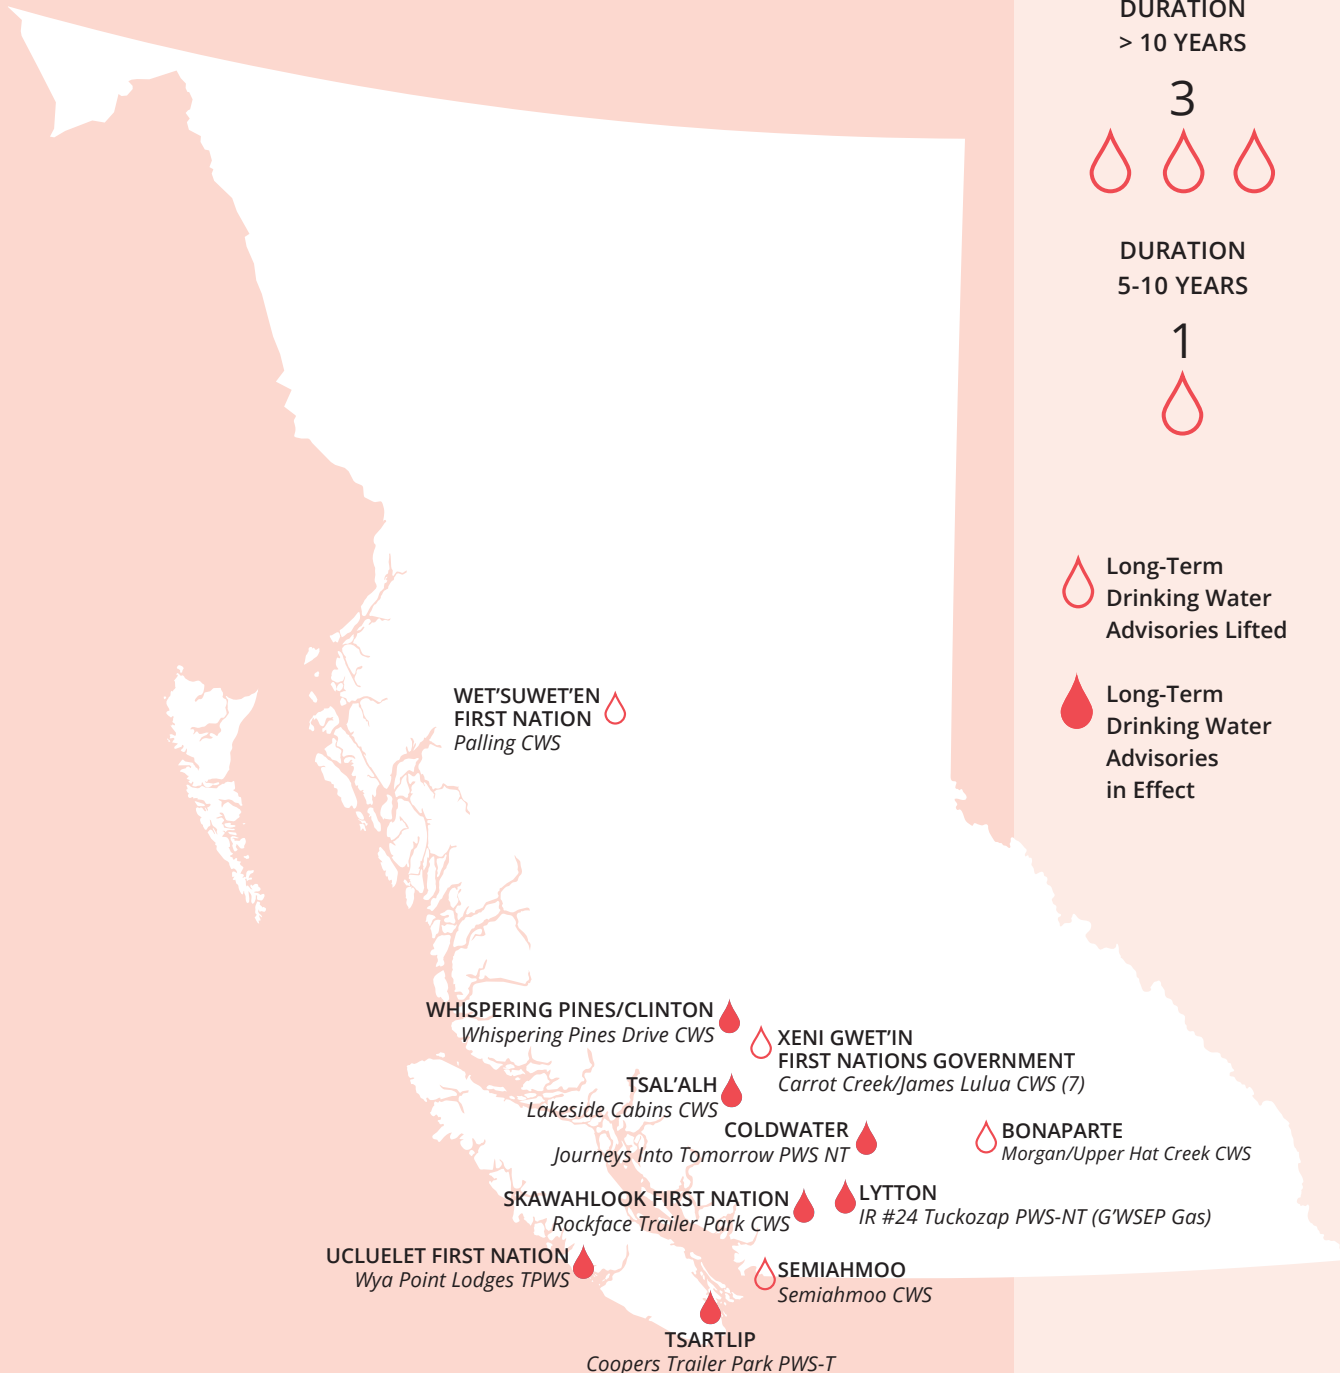 DURATION
> 10 YEARS
3
DURATION
5-10 YEARS
1
Long-Term
Drinking Water
Advisories Lifted
Long-Term
Drinking Water
Advisories
in Effect
WET'SUWET'EN
FIRST NATION
Palling CWS
WHISPERING PINES/CLINTON
Whispering Pines Drive CWS
XENI GWET'IN
FIRST NATIONS GOVERNMENT
Carrot Creek/James Lulua CWS (7)
TSAL'ALH
Lakeside Cabins CWS
COLDWATER
Journeys Into Tomorrow PWS NT
BONAPARTE
Morgan/Upper Hat Creek CWS
SKAWAHLOOK FIRST NATION
Rockface Trailer Park CWS
LYTTON
IR #24 Tuckozap PWS-NT (G'WSEP Gas)
UCLUELET FIRST NATION
Wya Point Lodges TPWS
SEMIAHMOO
Semiahmoo CWS
TSARTLIP
Coopers Trailer Park PWS-T